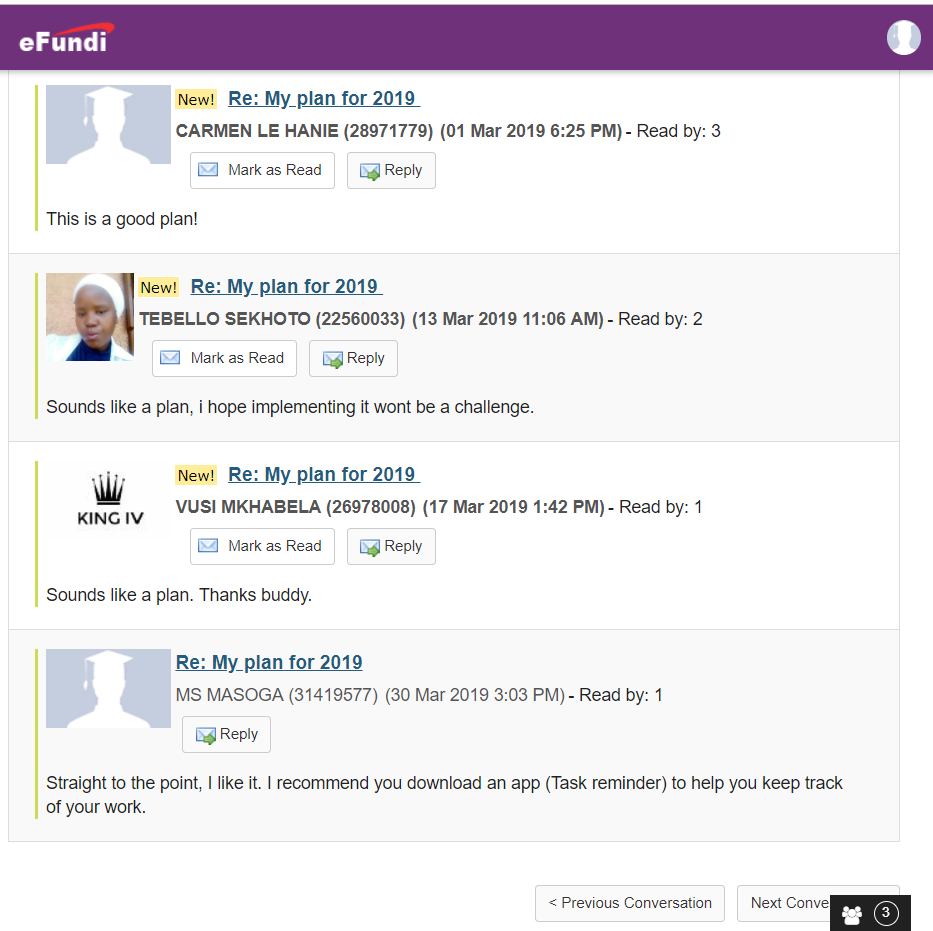 eFundi
New! Re: My plan for 2019
CARMEN LE HANIE (28971779) (01 Mar 2019 6:25 PM) - Read by: 3
Mark as Read Reply
This is a good plan!
New! Re: My plan for 2019
TEBELLO SEKHOTO (22560033) (13 Mar 2019 11:06 AM) - Read by: 2
Mark as Read Reply
Sounds like a plan, i hope implementing it wont be a challenge.
New! Re: My plan for 2019
KING IV
VUSI MKHABELA (26978008) (17 Mar 2019 1:42 PM) - Read by: 1
Mark as Read Reply
Sounds like a plan. Thanks buddy.
Re: My plan for 2019
MS MASOGA (31419577) (30 Mar 2019 3:03 PM) - Read by: 1
Reply
Straight to the point, I like it. I recommend you download an app (Task reminder) to help you keep track
of your work.
< Previous Conversation Next Conve
3